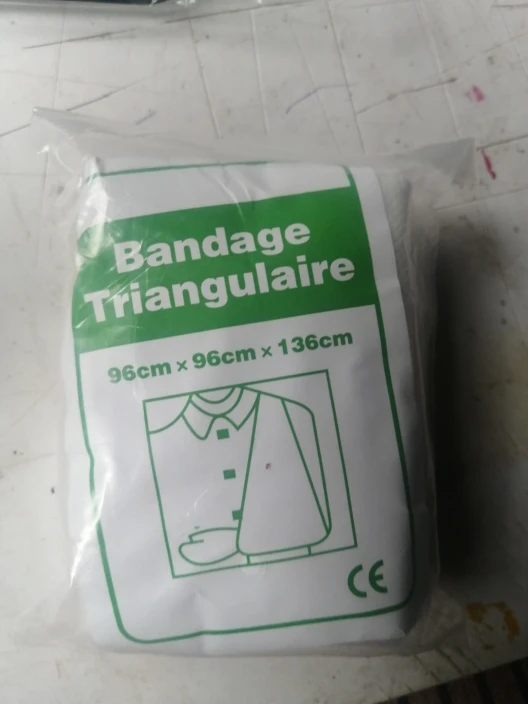 Bandage
Triangulaire
96cm × 96cm × 136cm
CE